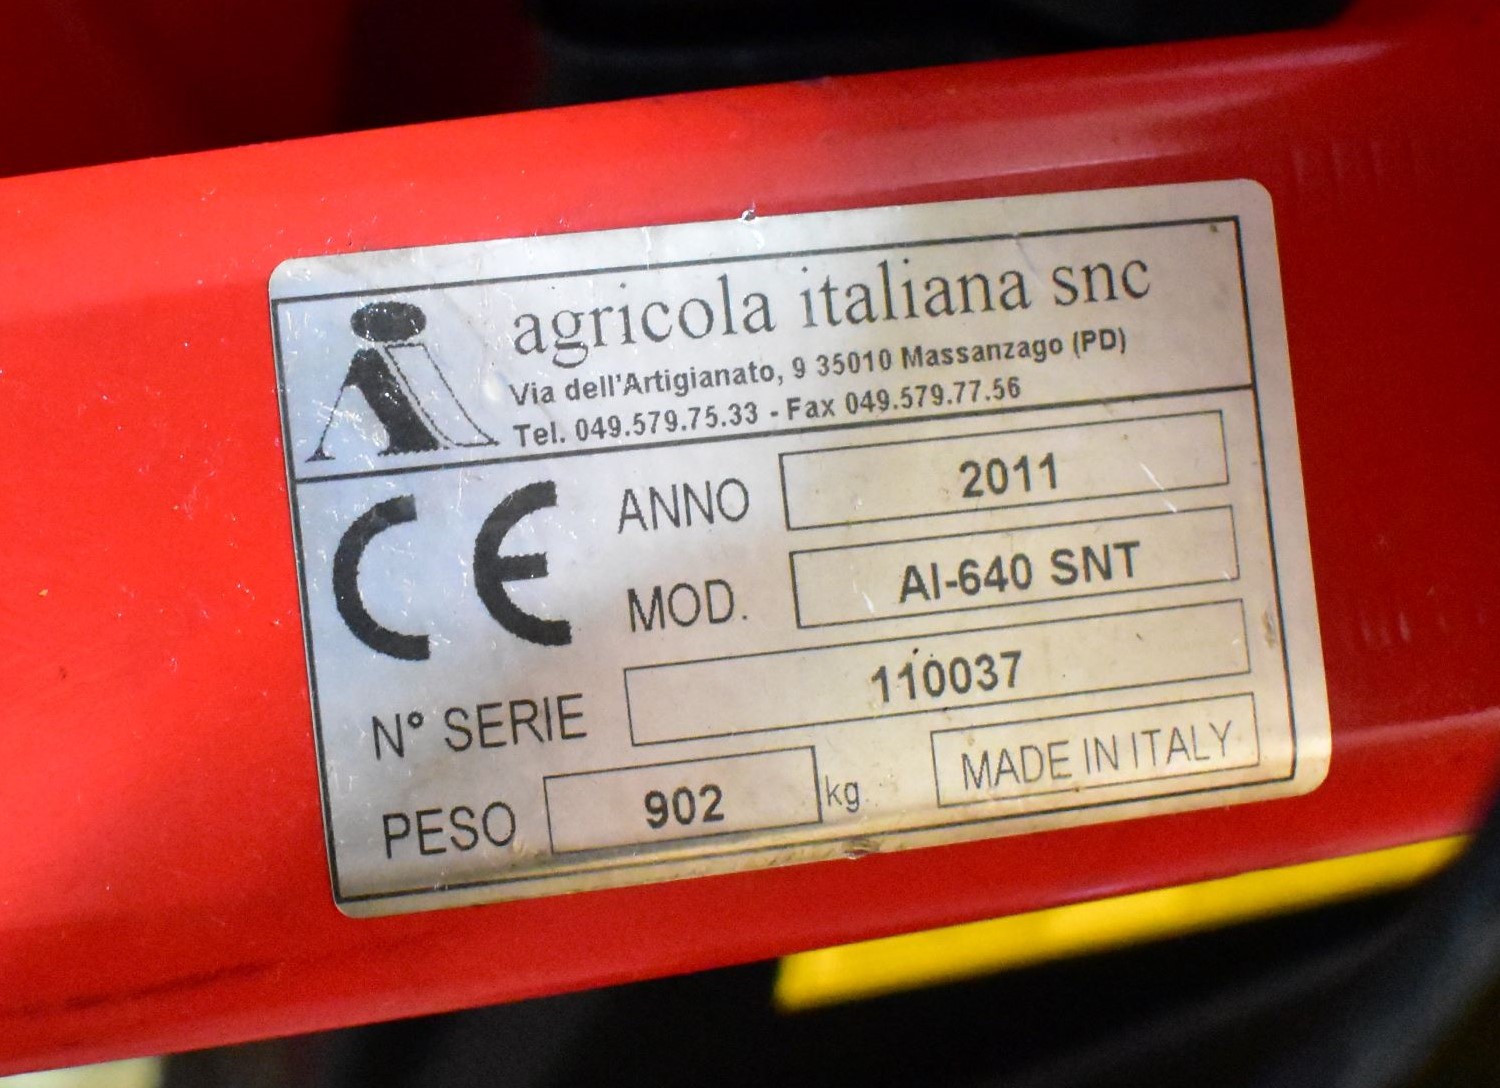 agricola italiana snc
Via dell'Artigianato, 9 35010 Massanzago (PD)
Tel. 049.579.75.33 - Fax 049.579.77.56
CE
ANNO 2011
MOD. AI-640 SNT
N° SERIE 110037
PESO 902 kg.
MADE IN ITALY